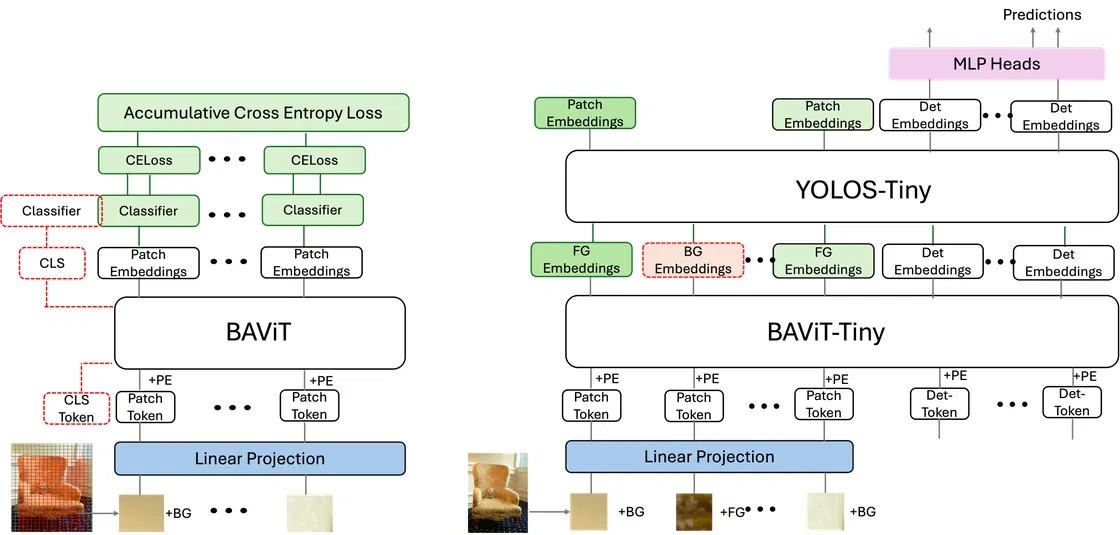 Predictions
MLP Heads
Accumulative Cross Entropy Loss
CELoss
CELoss
Classifier
Classifier
Classifier
CLS
Patch
Embeddings
Patch
Embeddings
BAViT
+PE
+PE
CLS
Token
Patch
Token
Patch
Token
Linear Projection
+BG
Patch
Embeddings
Patch
Embeddings
Det
Embeddings
Det
Embeddings
YOLOS-Tiny
FG
Embeddings
BG
Embeddings
FG
Embeddings
Det
Embeddings
Det
Embeddings
BAViT-Tiny
+PE
+PE
+PE
+PE
+PE
Patch
Token
Patch
Token
Patch
Token
Det-
Token
Det-
Token
Linear Projection
+BG
+FG
+BG